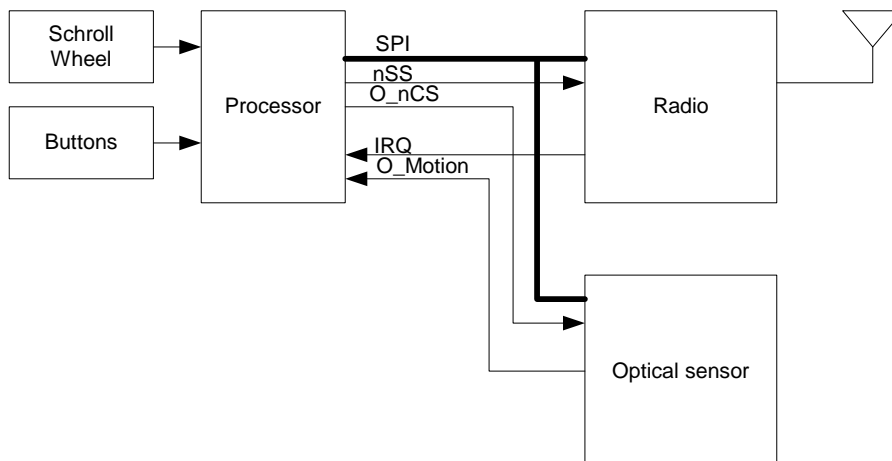 Schroll
Wheel
Buttons
Processor
SPI
nSS
O_nCS
IRQ
O_Motion
Radio
Optical sensor